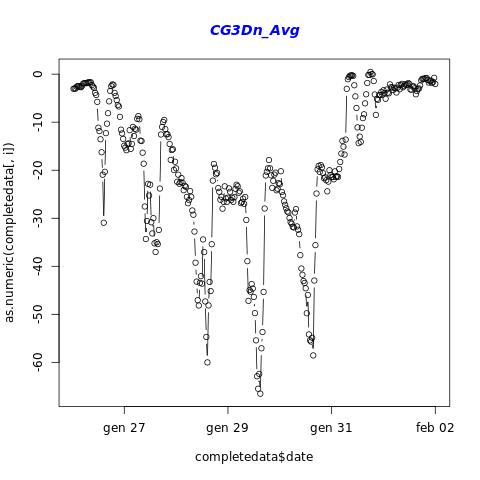 CG3Dn_Avg
as.numeric(completedata[, i])
0
-10
-20
-30
-40
-50
-60
gen 27
gen 29
gen 31
feb 02
completedata$date